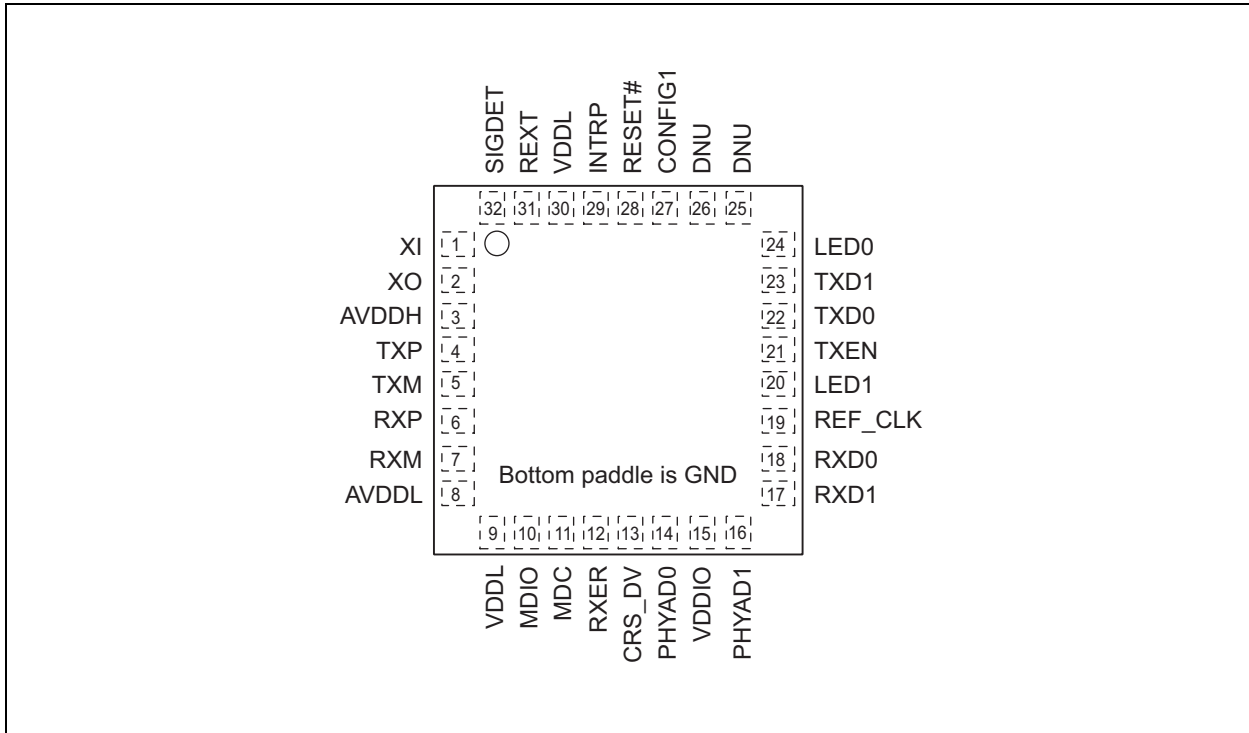 SIGDET
REXT
VDDL
INTRP
RESET#
CONFIG1
DNU
DNU
32 31 30 29 28 27 26 25
XI 1 24 LED0
XO 2 23 TXD1
AVDDH 3 22 TXD0
TXP 4 21 TXEN
TXM 5 20 LED1
RXP 6 19 REF_CLK
RXM 7 18 RXD0
Bottom paddle is GND
AVDDL 8 17 RXD1
9 10 11 12 13 14 15 16
VDDL
MDIO
MDC
RXER
CRS_DV
PHYAD0
VDDIO
PHYAD1